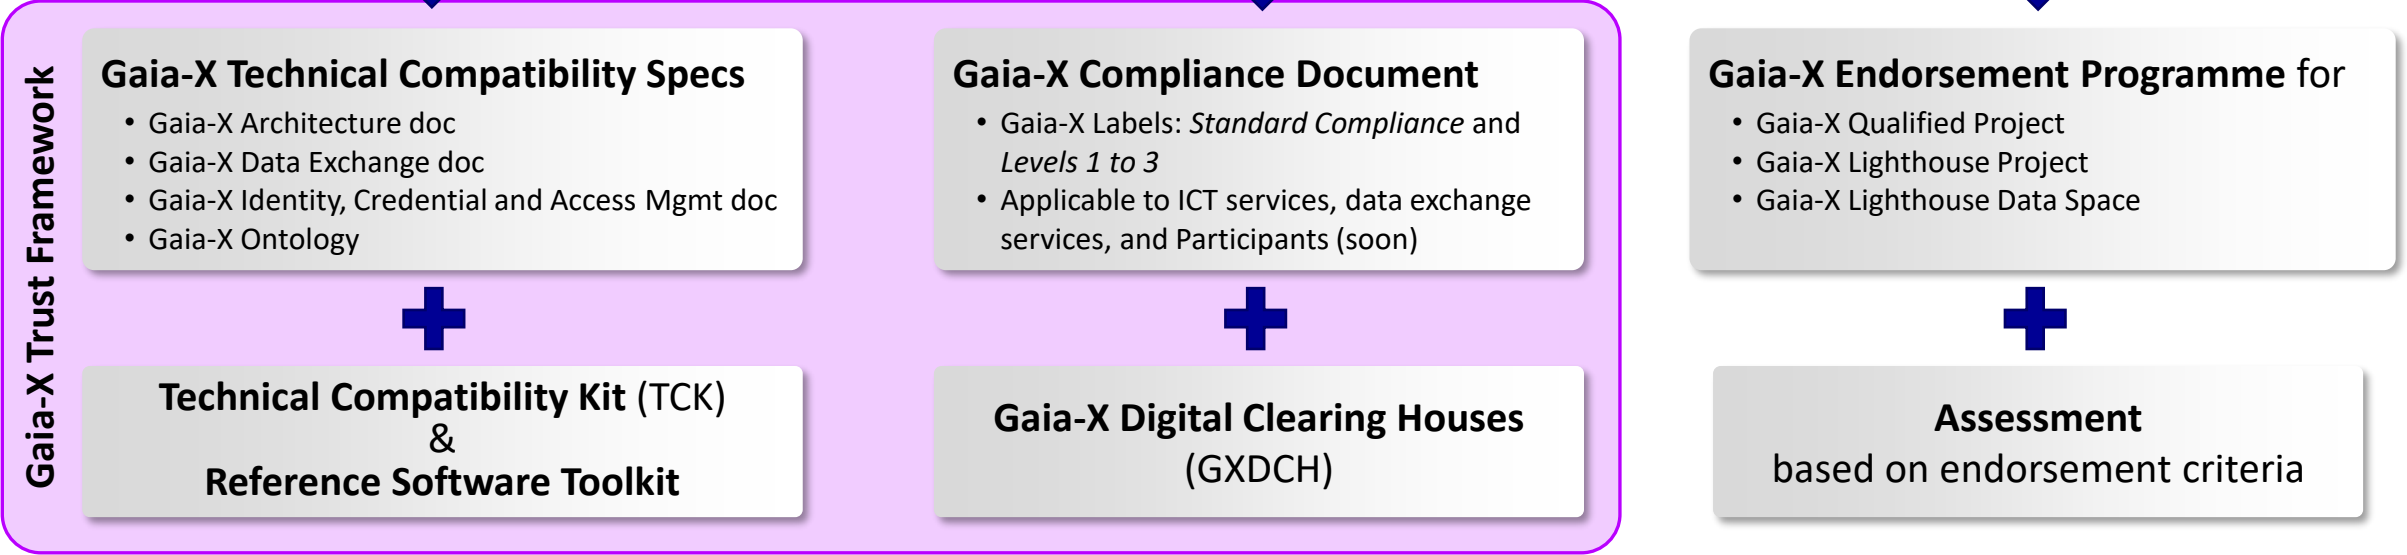 Gaia-X Trust Framework
Gaia-X Technical Compatibility Specs
• Gaia-X Architecture doc
• Gaia-X Data Exchange doc
• Gaia-X Identity, Credential and Access Mgmt doc
• Gaia-X Ontology
Technical Compatibility Kit (TCK)
&
Reference Software Toolkit
Gaia-X Compliance Document
• Gaia-X Labels: Standard Compliance and
Levels 1 to 3
• Applicable to ICT services, data exchange
services, and Participants (soon)
Gaia-X Digital Clearing Houses
(GXDCH)
Gaia-X Endorsement Programme for
• Gaia-X Qualified Project
• Gaia-X Lighthouse Project
• Gaia-X Lighthouse Data Space
Assessment
based on endorsement criteria